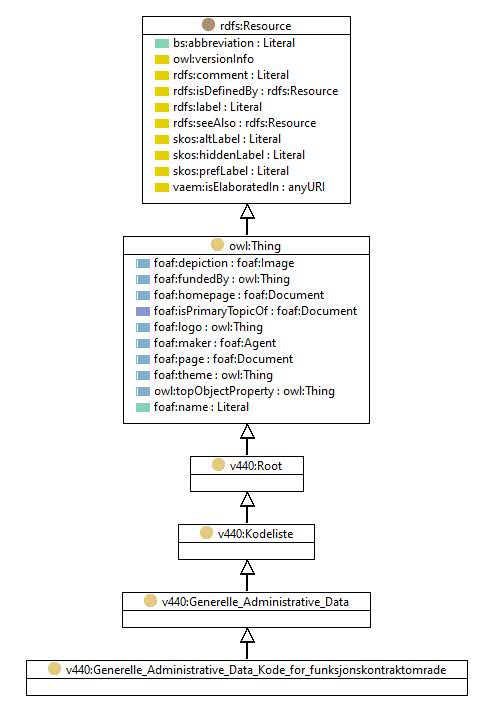 rdfs:Resource
bs:abbreviation : Literal
owl:versionInfo
rdfs:comment : Literal
rdfs:isDefinedBy : rdfs:Resource
rdfs:label : Literal
rdfs:seeAlso : rdfs:Resource
skos:altLabel : Literal
skos:hiddenLabel : Literal
skos:prefLabel : Literal
vaem:isElaboratedIn : anyURI
owl:Thing
foaf:depiction : foaf:Image
foaf:fundedBy : owl:Thing
foaf:homepage : foaf:Document
foaf:isPrimaryTopicOf : foaf:Document
foaf:logo : owl:Thing
foaf:maker : foaf:Agent
foaf:page : foaf:Document
foaf:theme : owl:Thing
owl:topObjectProperty : owl:Thing
foaf:name : Literal
v440:Root
v440:Kodeliste
v440:Generelle_Administrative_Data
v440:Generelle_Administrative_Data_Kode_for_funksjonskontraktomrade